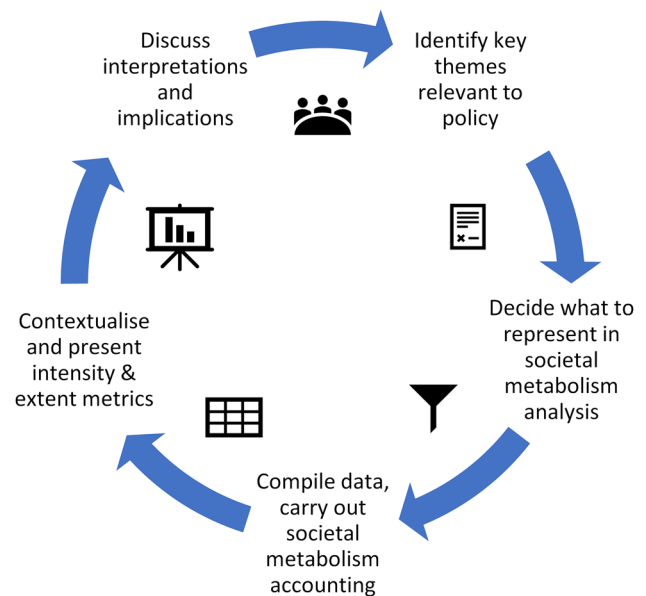 Discuss
interpretations
and
implications
Identify key
themes
relevant to
policy
Decide what to
represent in
societal
metabolism
analysis
Compile data,
carry out
societal
metabolism
accounting
Contextualise
and present
intensity &
extent metrics